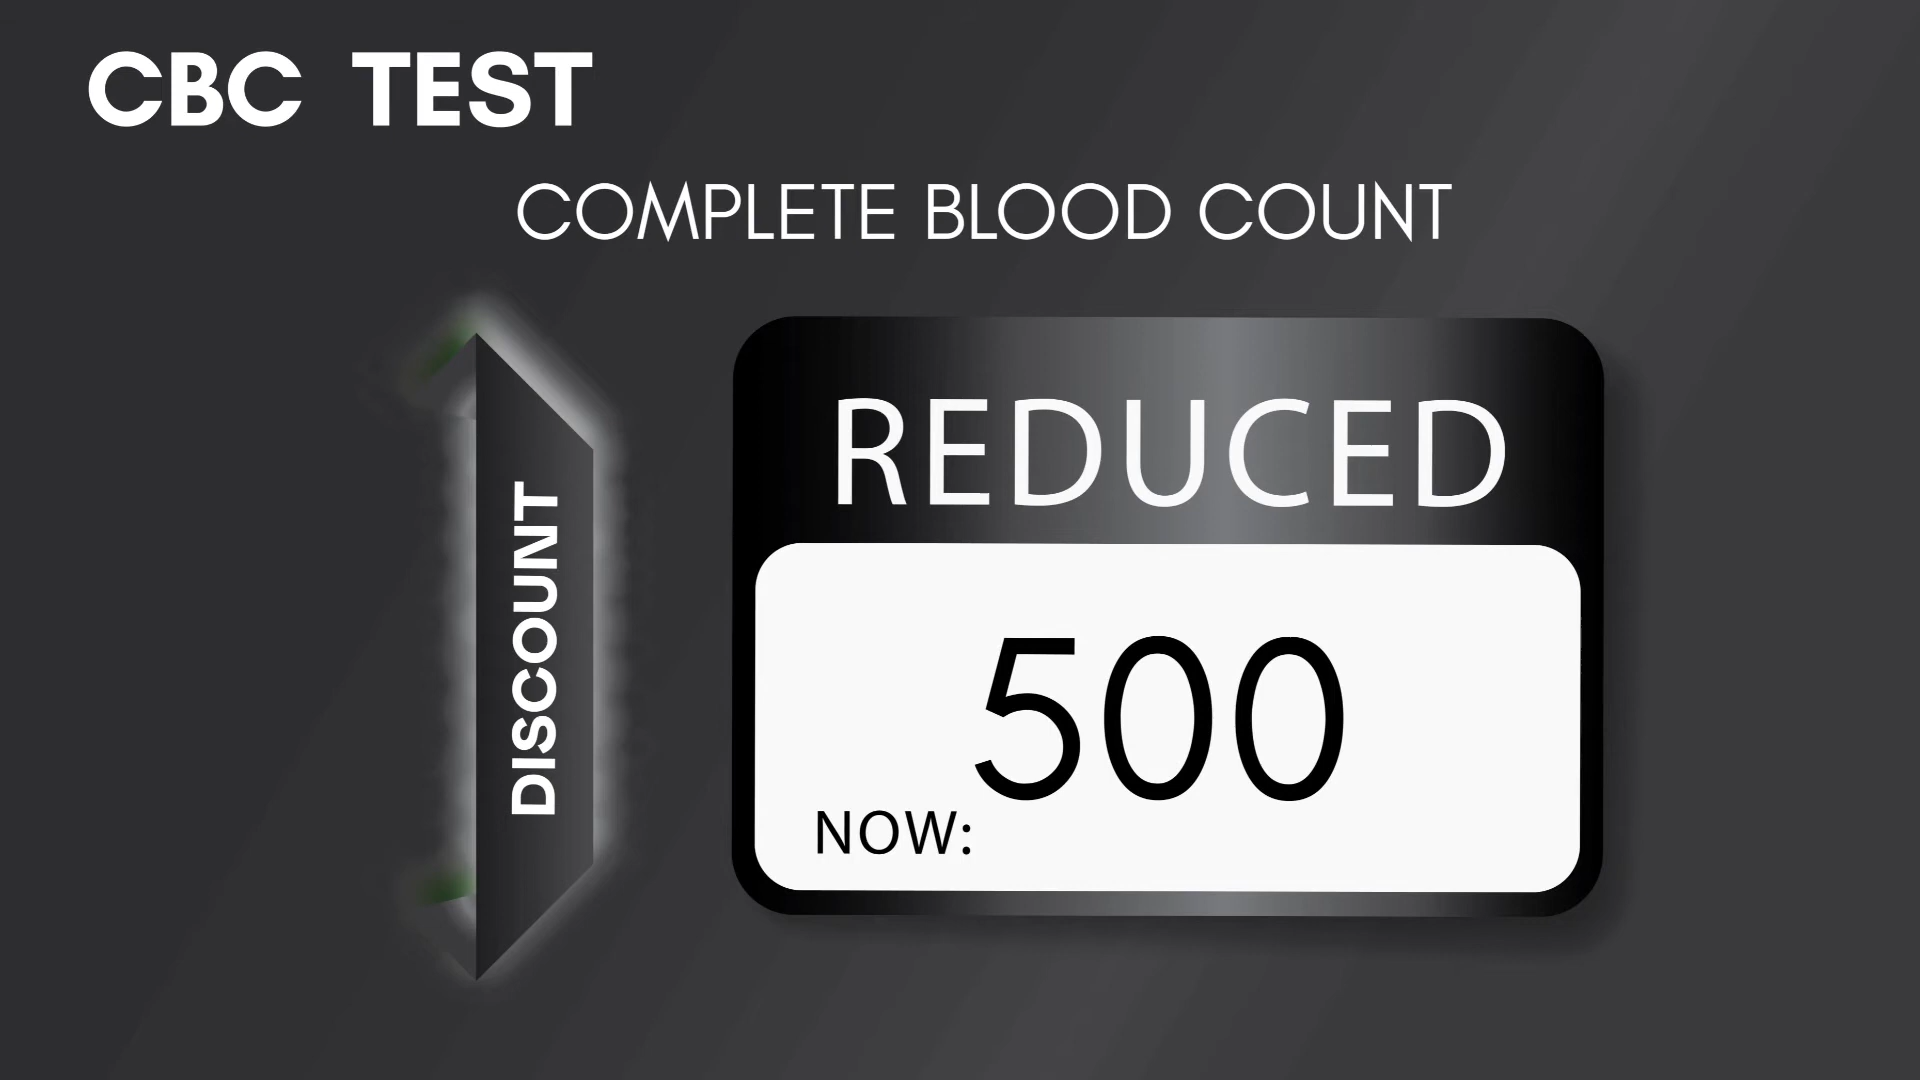 CBC TEST
COMPLETE BLOOD COUNT
DISCOUNT
REDUCED
500
NOW: